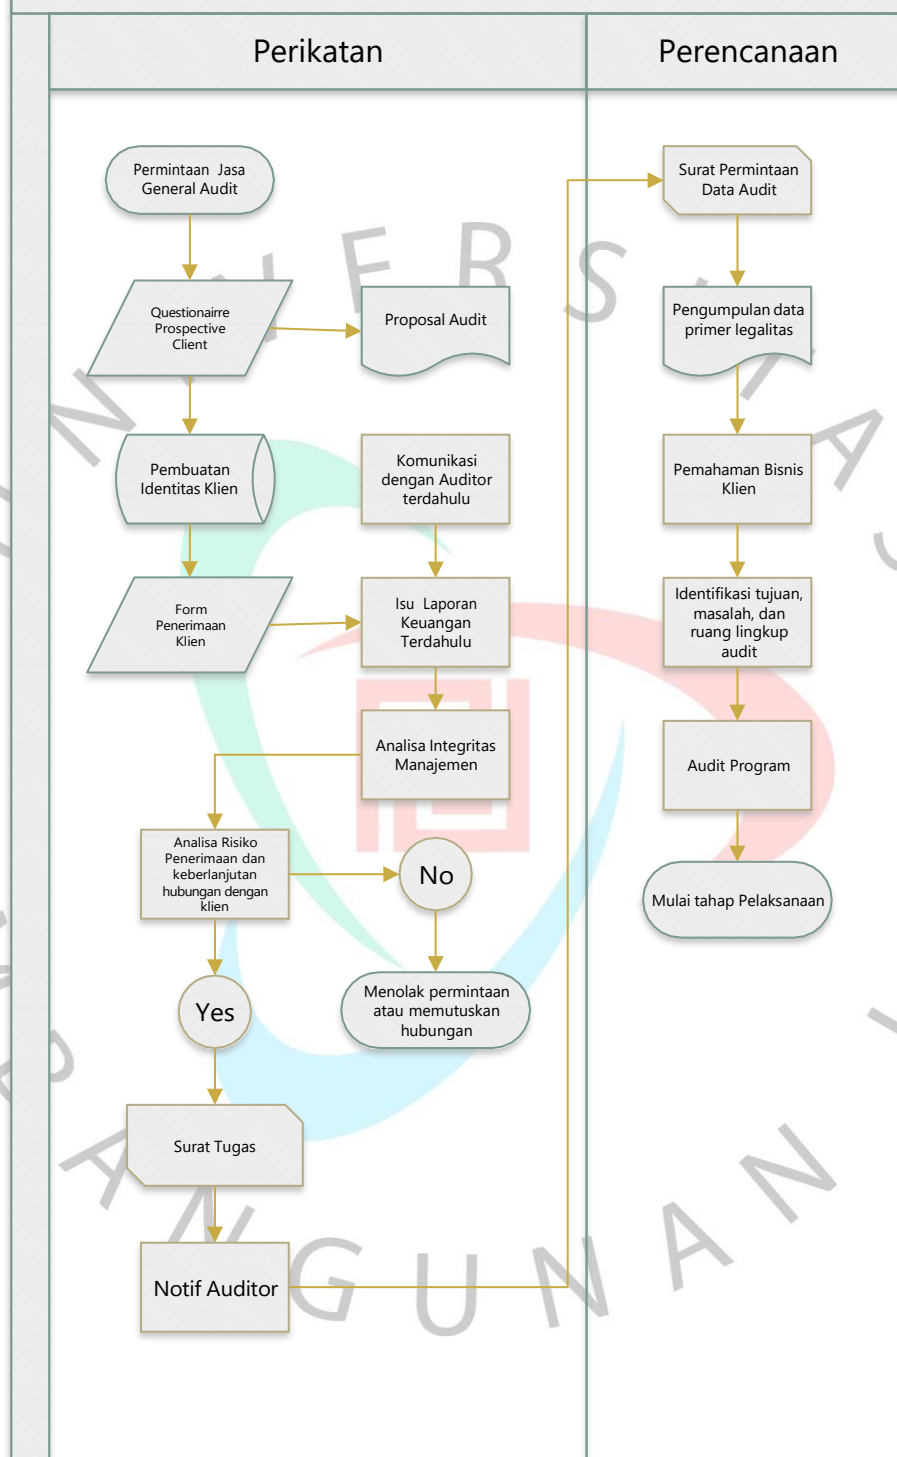 Perikatan
Perencanaan
Permintaan Jasa
General Audit
Questionairre
Prospective
Client
Proposal Audit
Pembuatan
Identitas Klien
Komunikasi
dengan Auditor
terdahulu
Form
Penerimaan
Klien
Isu Laporan
Keuangan
Terdahulu
Analisa Integritas
Manajemen
Analisa Risiko
Penerimaan dan
keberlanjutan
hubungan dengan
klien
No
Yes
Menolak permintaan
atau memutuskan
hubungan
Surat Tugas
Notif Auditor
Surat Permintaan
Data Audit
Pengumpulan data
primer legalitas
Pemahaman Bisnis
Klien
Identifikasi tujuan,
masalah, dan
ruang lingkup
audit
Audit Program
Mulai tahap Pelaksanaan